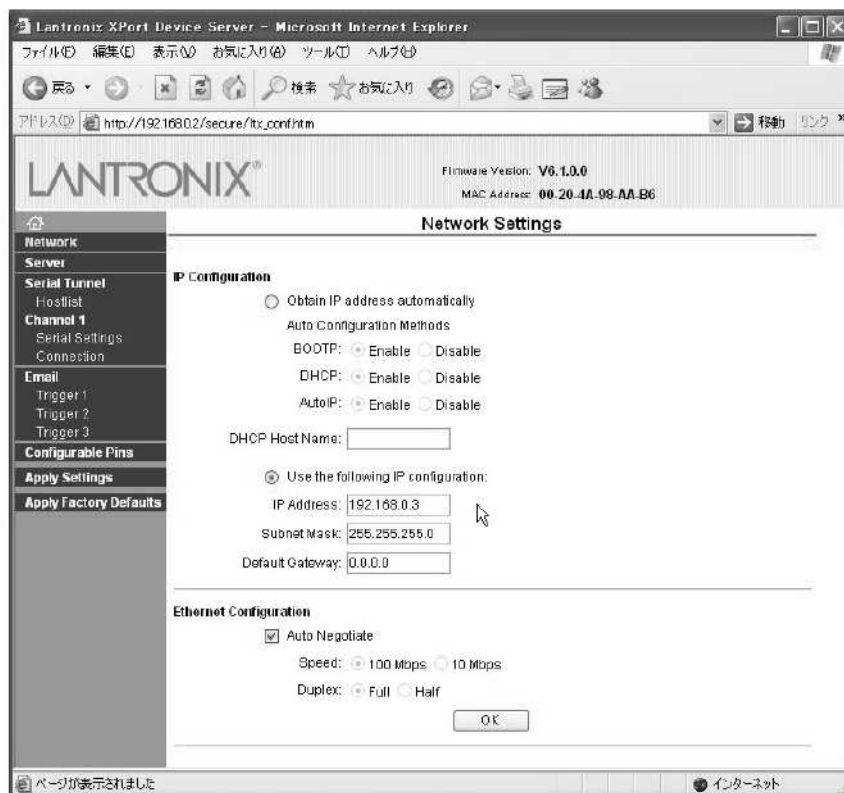 Lantronix XPort Device Server - Microsoft Internet Explorer
ファイル(F) 編集(E) 表示(V) お気に入り(A) ツール(T) ヘルプ(H)
戻る 検索 お気に入り
アドレス(D) http://192.168.0.2/secure/ltx_conf.htm 移動 リンク »
LANTRONIX®
Firmware Version: V6.1.0.0
MAC Address: 00-20-4A-98-AA-B6
Network Settings
Network
Server
Serial Tunnel
Hostlist
Channel 1
Serial Settings
Connection
Email
Trigger 1
Trigger 2
Trigger 3
Configurable Pins
Apply Settings
Apply Factory Defaults
IP Configuration
Obtain IP address automatically
Auto Configuration Methods
BOOTP: Enable Disable
DHCP: Enable Disable
AutoIP: Enable Disable
DHCP Host Name:
Use the following IP configuration:
IP Address: 192.168.0.3
Subnet Mask: 255.255.255.0
Default Gateway: 0.0.0.0
Ethernet Configuration
Auto Negotiate
Speed: 100 Mbps 10 Mbps
Duplex: Full Half
OK
ページが表示されました インターネット